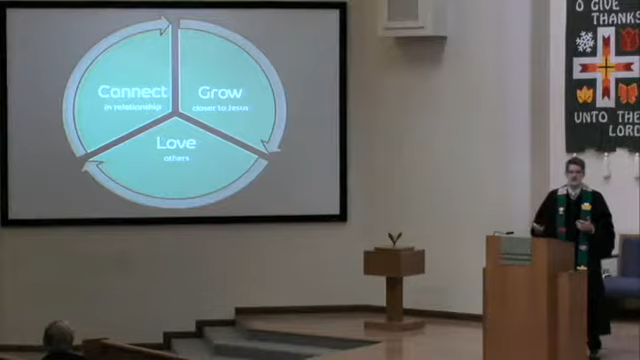 Connect
in relationship
Grow
closer to Jesus
Love
others
O GIVE
THANKS
UNTO THE
LORD